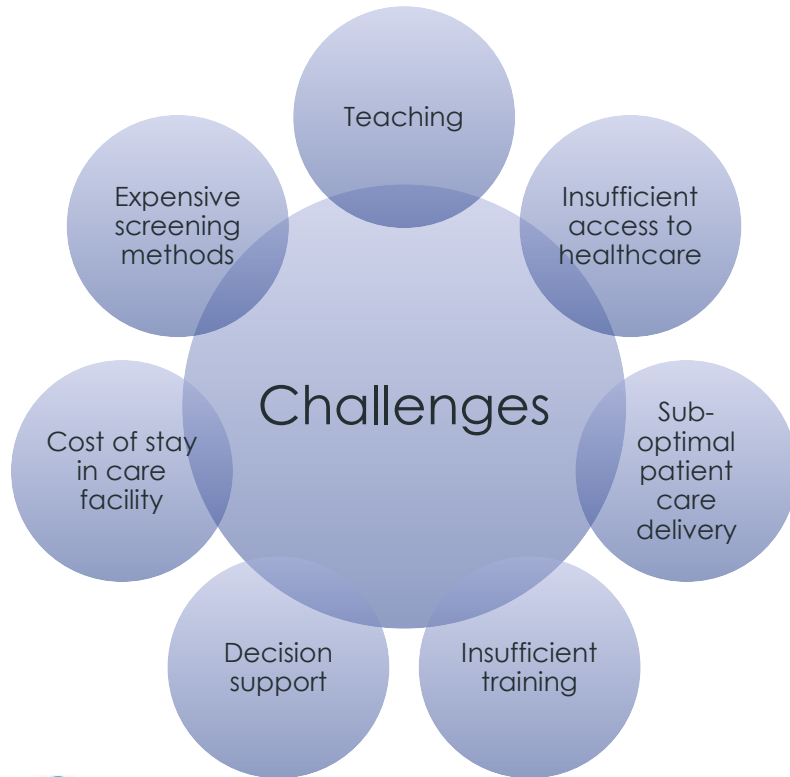 Teaching
Insufficient
access to
healthcare
Sub-
optimal
patient
care
delivery
Insufficient
training
Decision
support
Cost of stay
in care
facility
Expensive
screening
methods
Challenges